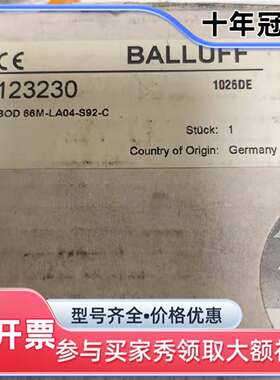 十年冠
CE
BALLUFF
123230
1026DE
BOD 66M-LA04-S92-C
Stück: 1
Country of Origin: Germany
型号齐全•价格优惠
开票
参与买家秀领取大额